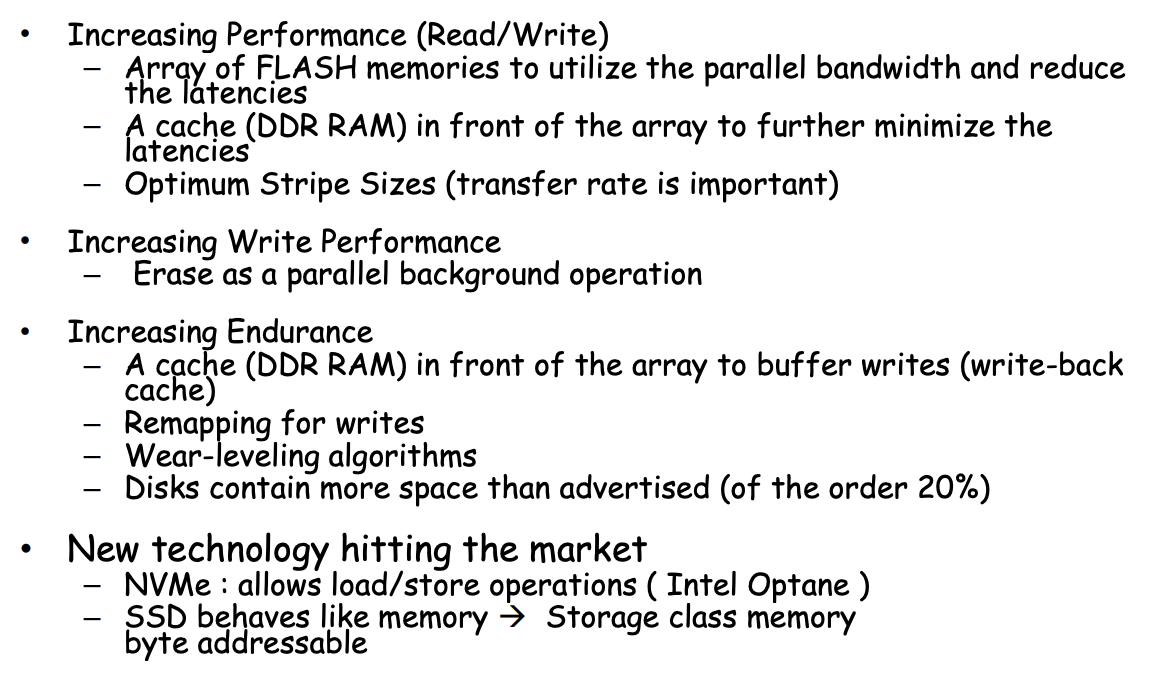 • Increasing Performance (Read/Write)
– Array of FLASH memories to utilize the parallel bandwidth and reduce
the latencies
– A cache (DDR RAM) in front of the array to further minimize the
latencies
– Optimum Stripe Sizes (transfer rate is important)
• Increasing Write Performance
– Erase as a parallel background operation
• Increasing Endurance
– A cache (DDR RAM) in front of the array to buffer writes (write-back
cache)
– Remapping for writes
– Wear-leveling algorithms
– Disks contain more space than advertised (of the order 20%)
• New technology hitting the market
– NVMe : allows load/store operations ( Intel Optane )
– SSD behaves like memory → Storage class memory
byte addressable